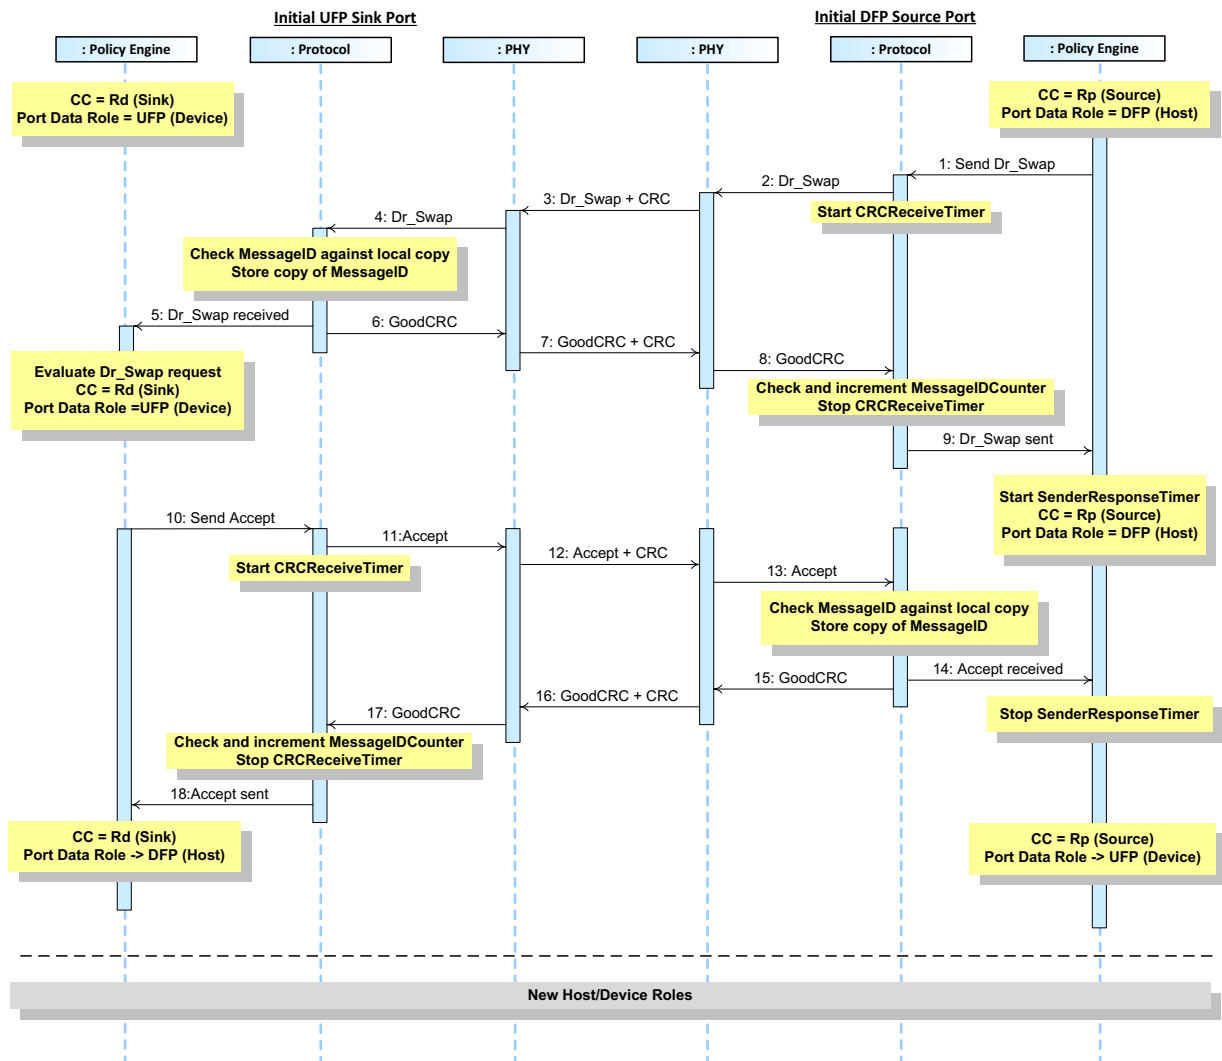 Initial UFP Sink Port
Initial DFP Source Port
: Policy Engine
: Protocol
: PHY
: PHY
: Protocol
: Policy Engine
CC = Rd (Sink)
Port Data Role = UFP (Device)
CC = Rp (Source)
Port Data Role = DFP (Host)
1: Send Dr_Swap
2: Dr_Swap
Start CRCReceiveTimer
3: Dr_Swap + CRC
4: Dr_Swap
Check MessageID against local copy
Store copy of MessageID
5: Dr_Swap received
6: GoodCRC
7: GoodCRC + CRC
8: GoodCRC
Evaluate Dr_Swap request
CC = Rd (Sink)
Port Data Role =UFP (Device)
Check and increment MessageIDCounter
Stop CRCReceiveTimer
9: Dr_Swap sent
Start SenderResponseTimer
CC = Rp (Source)
Port Data Role = DFP (Host)
10: Send Accept
11:Accept
Start CRCReceiveTimer
12: Accept + CRC
13: Accept
Check MessageID against local copy
Store copy of MessageID
14: Accept received
15: GoodCRC
16: GoodCRC + CRC
17: GoodCRC
Stop SenderResponseTimer
Check and increment MessageIDCounter
Stop CRCReceiveTimer
18:Accept sent
CC = Rd (Sink)
Port Data Role -> DFP (Host)
CC = Rp (Source)
Port Data Role -> UFP (Device)
New Host/Device Roles